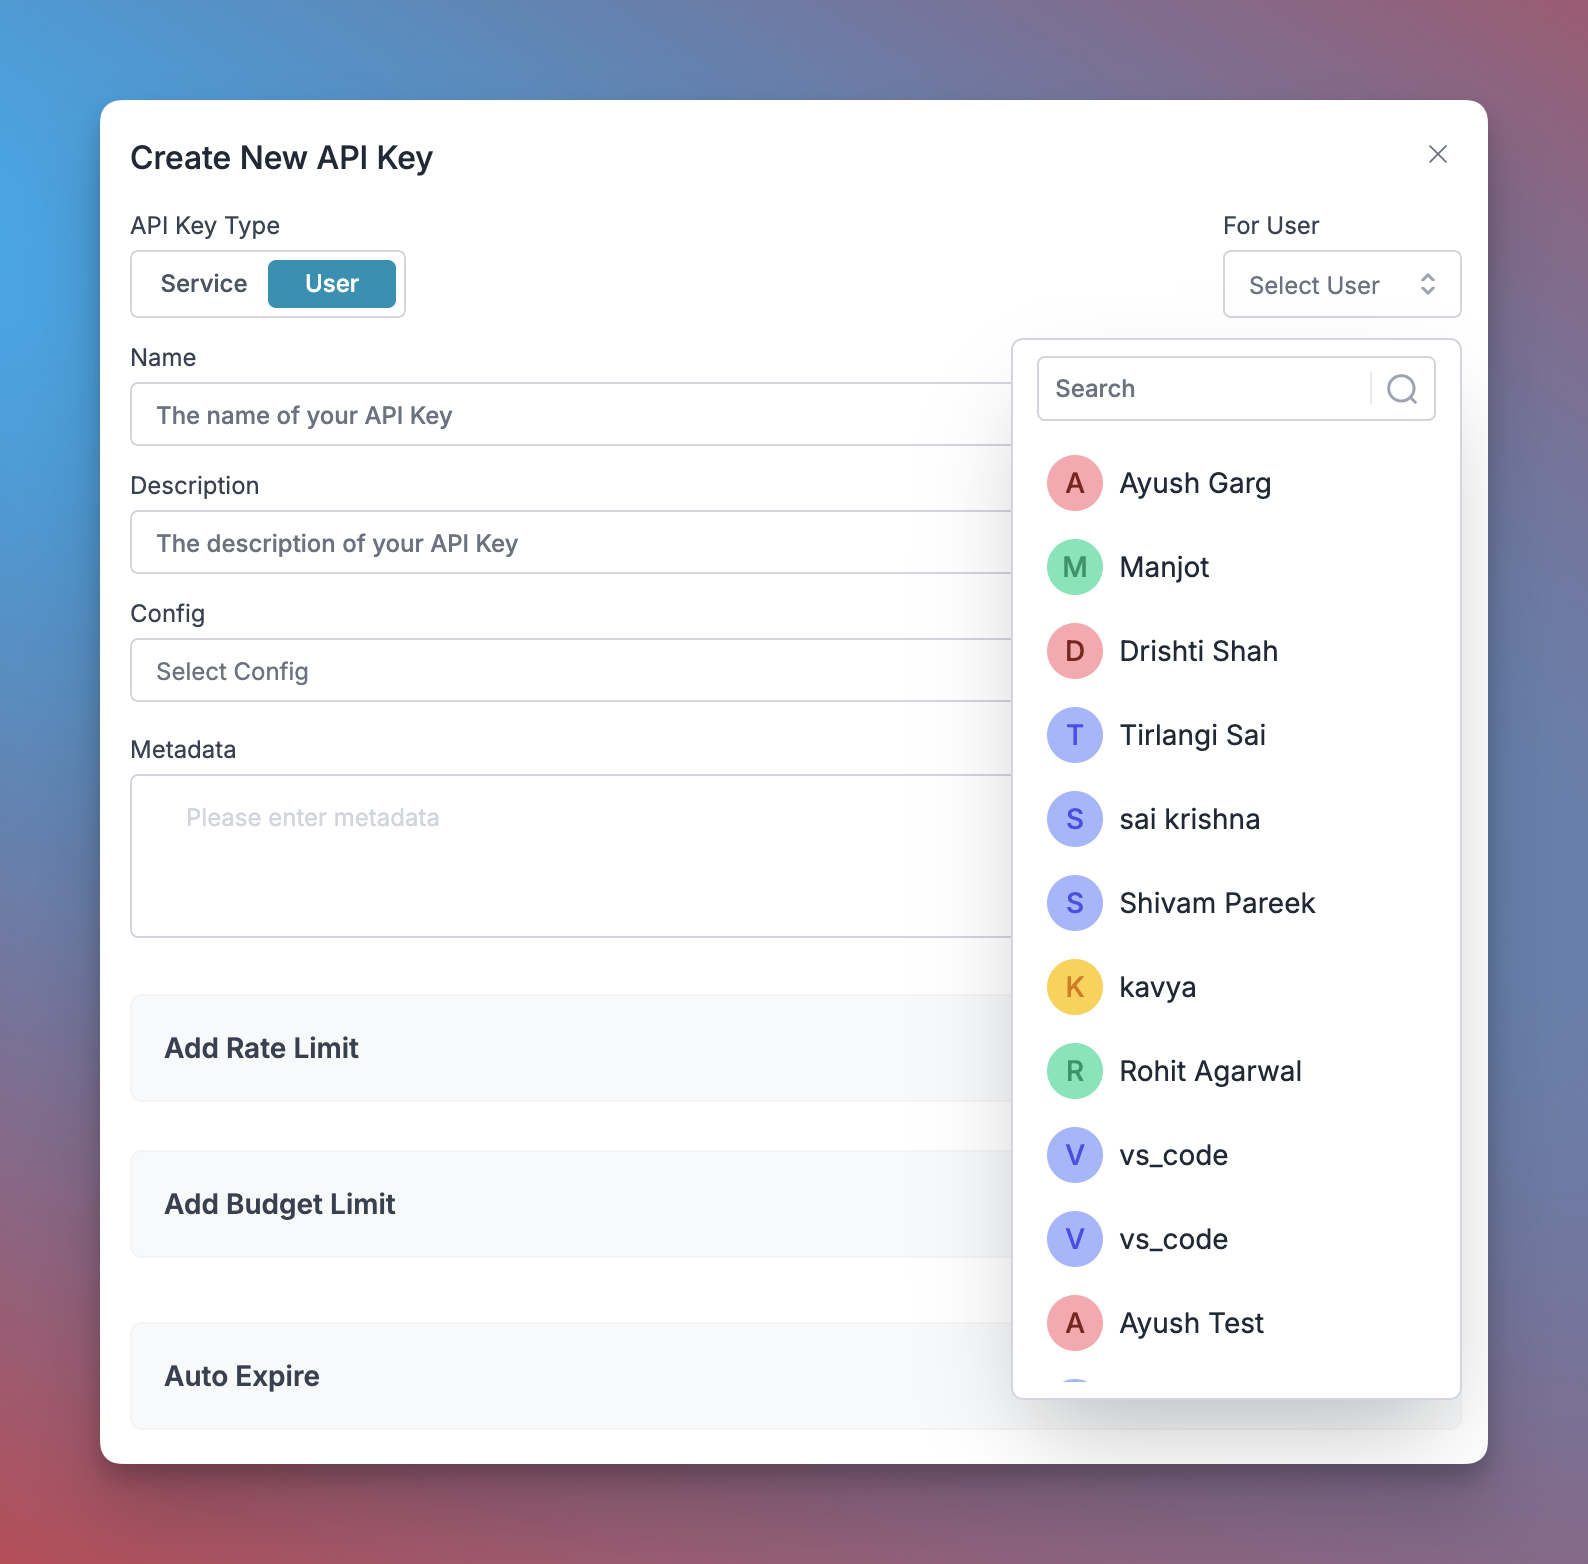 Create New API Key
API Key Type
For User
Service
User
Select User
Name
The name of your API Key
Description
The description of your API Key
Config
Select Config
Metadata
Please enter metadata
Add Rate Limit
Add Budget Limit
Auto Expire
Search
A Ayush Garg
M Manjot
D Drishti Shah
T Tirlangi Sai
S sai krishna
S Shivam Pareek
K kavya
R Rohit Agarwal
V vs_code
V vs_code
A Ayush Test